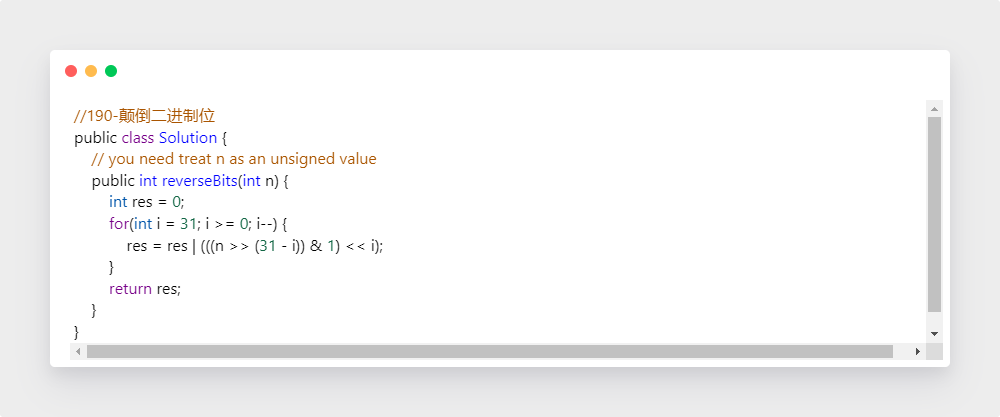 //190-颠倒二进制位
public class Solution {
    // you need treat n as an unsigned value
    public int reverseBits(int n) {
        int res = 0;
        for(int i = 31; i >= 0; i--) {
            res = res | (((n >> (31 - i)) & 1) << i);
        }
        return res;
    }
}